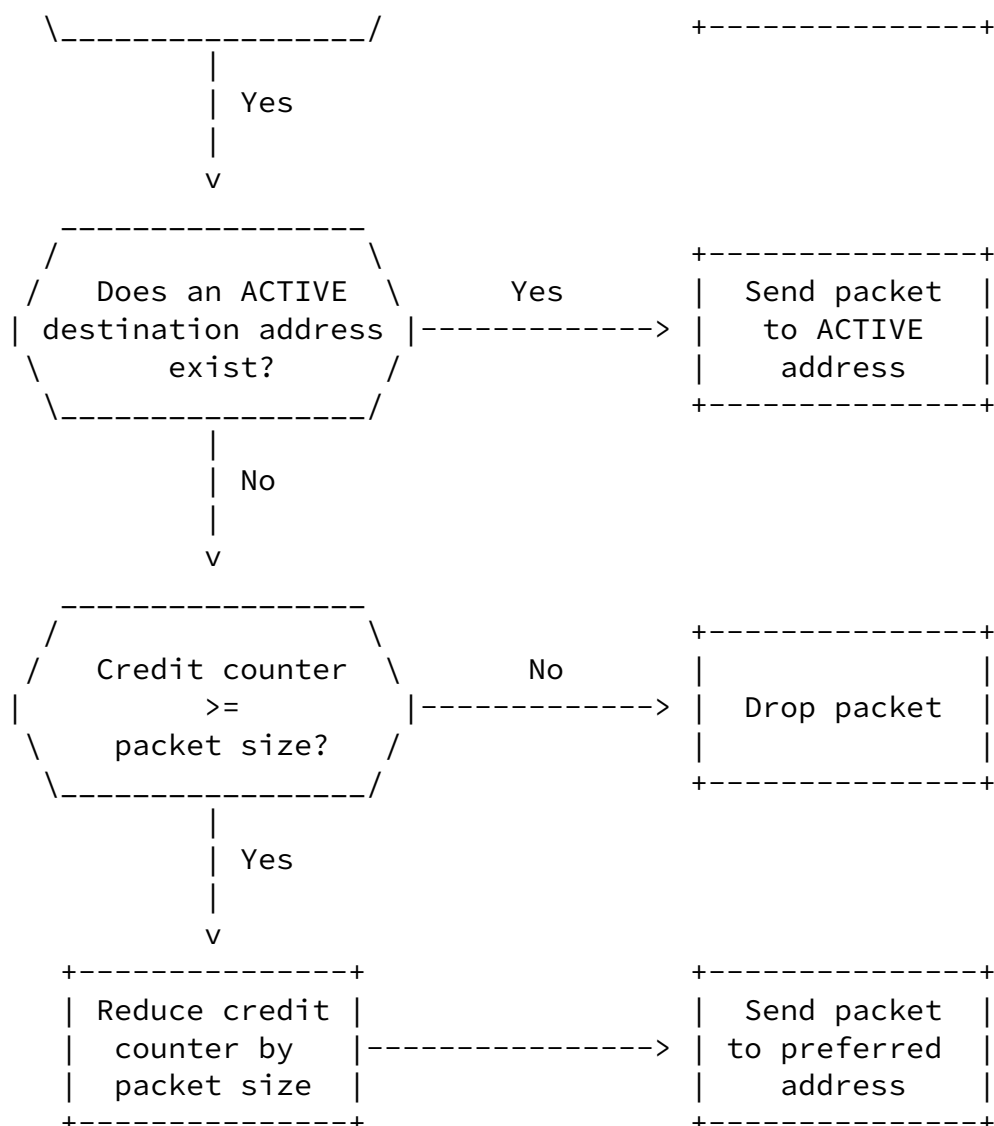 Yes
Does an ACTIVE
destination address
exist?
Yes
Send packet
to ACTIVE
address
No
Credit counter
>=
packet size?
No
Drop packet
Yes
Reduce credit
counter by
packet size
Send packet
to preferred
address